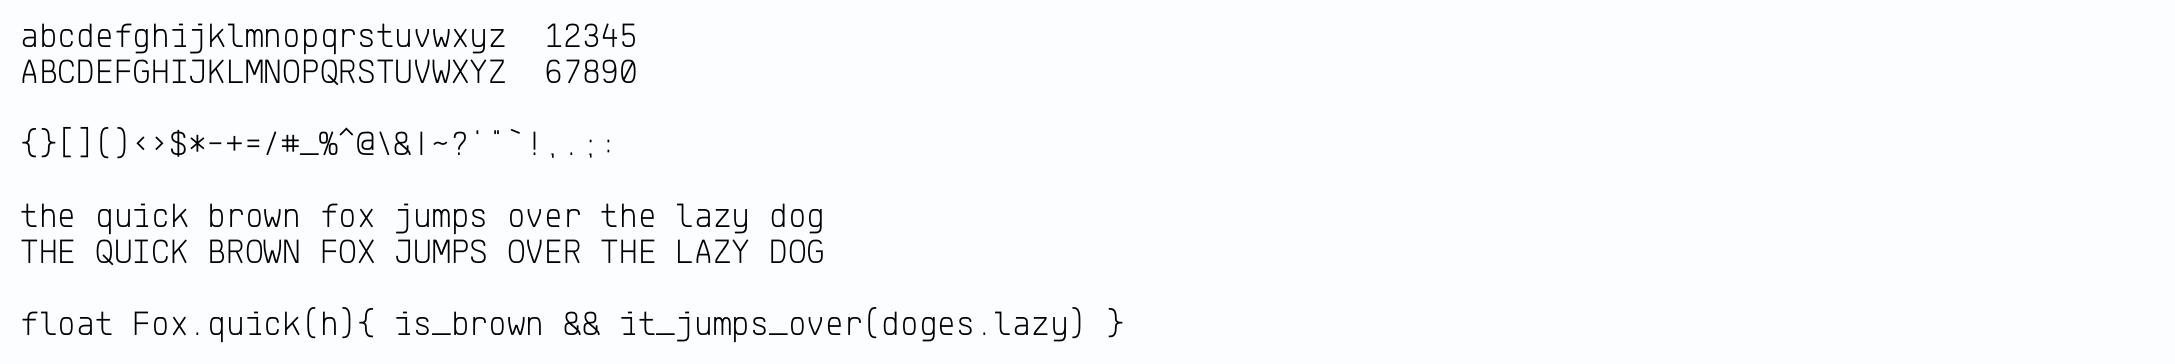 abcdefghijklmnopqrstuvwxyz  12345
ABCDEFGHIJKLMNOPQRSTUVWXYZ  67890
{}[]()<>$*-+=/#_%^@\&|~?'"`!,.;:
the quick brown fox jumps over the lazy dog
THE QUICK BROWN FOX JUMPS OVER THE LAZY DOG
float Fox.quick(h){ is_brown && it_jumps_over(doges.lazy) }